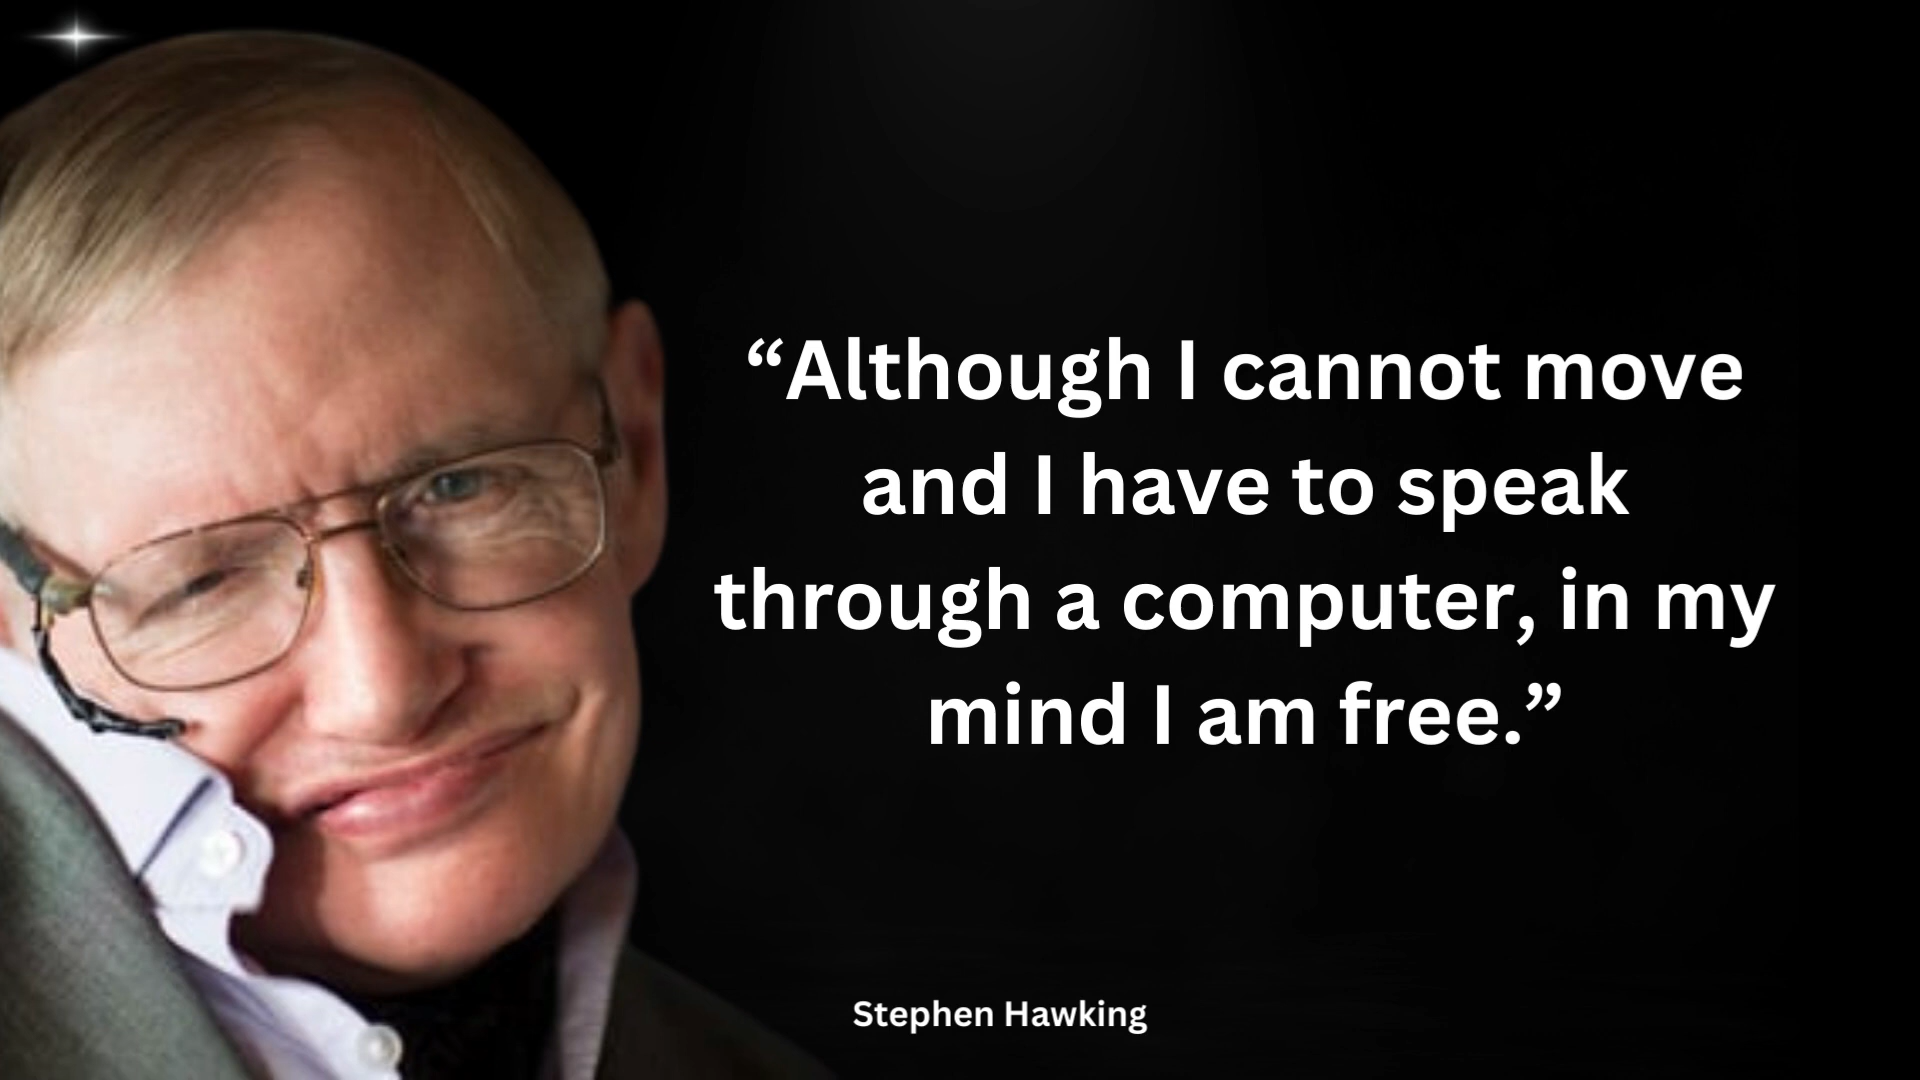 “Although I cannot move
and I have to speak
through a computer, in my
mind I am free.”
Stephen Hawking